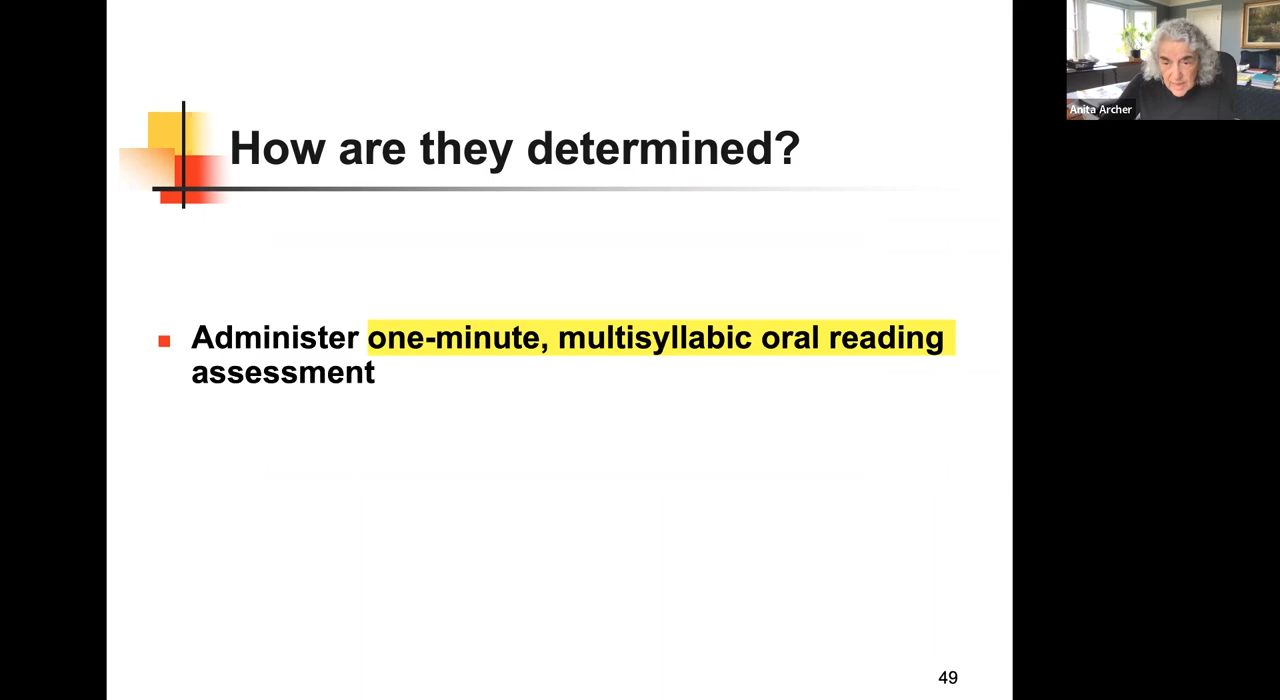 How are they determined?
Administer one-minute, multisyllabic oral reading
assessment
49
Anita Archer